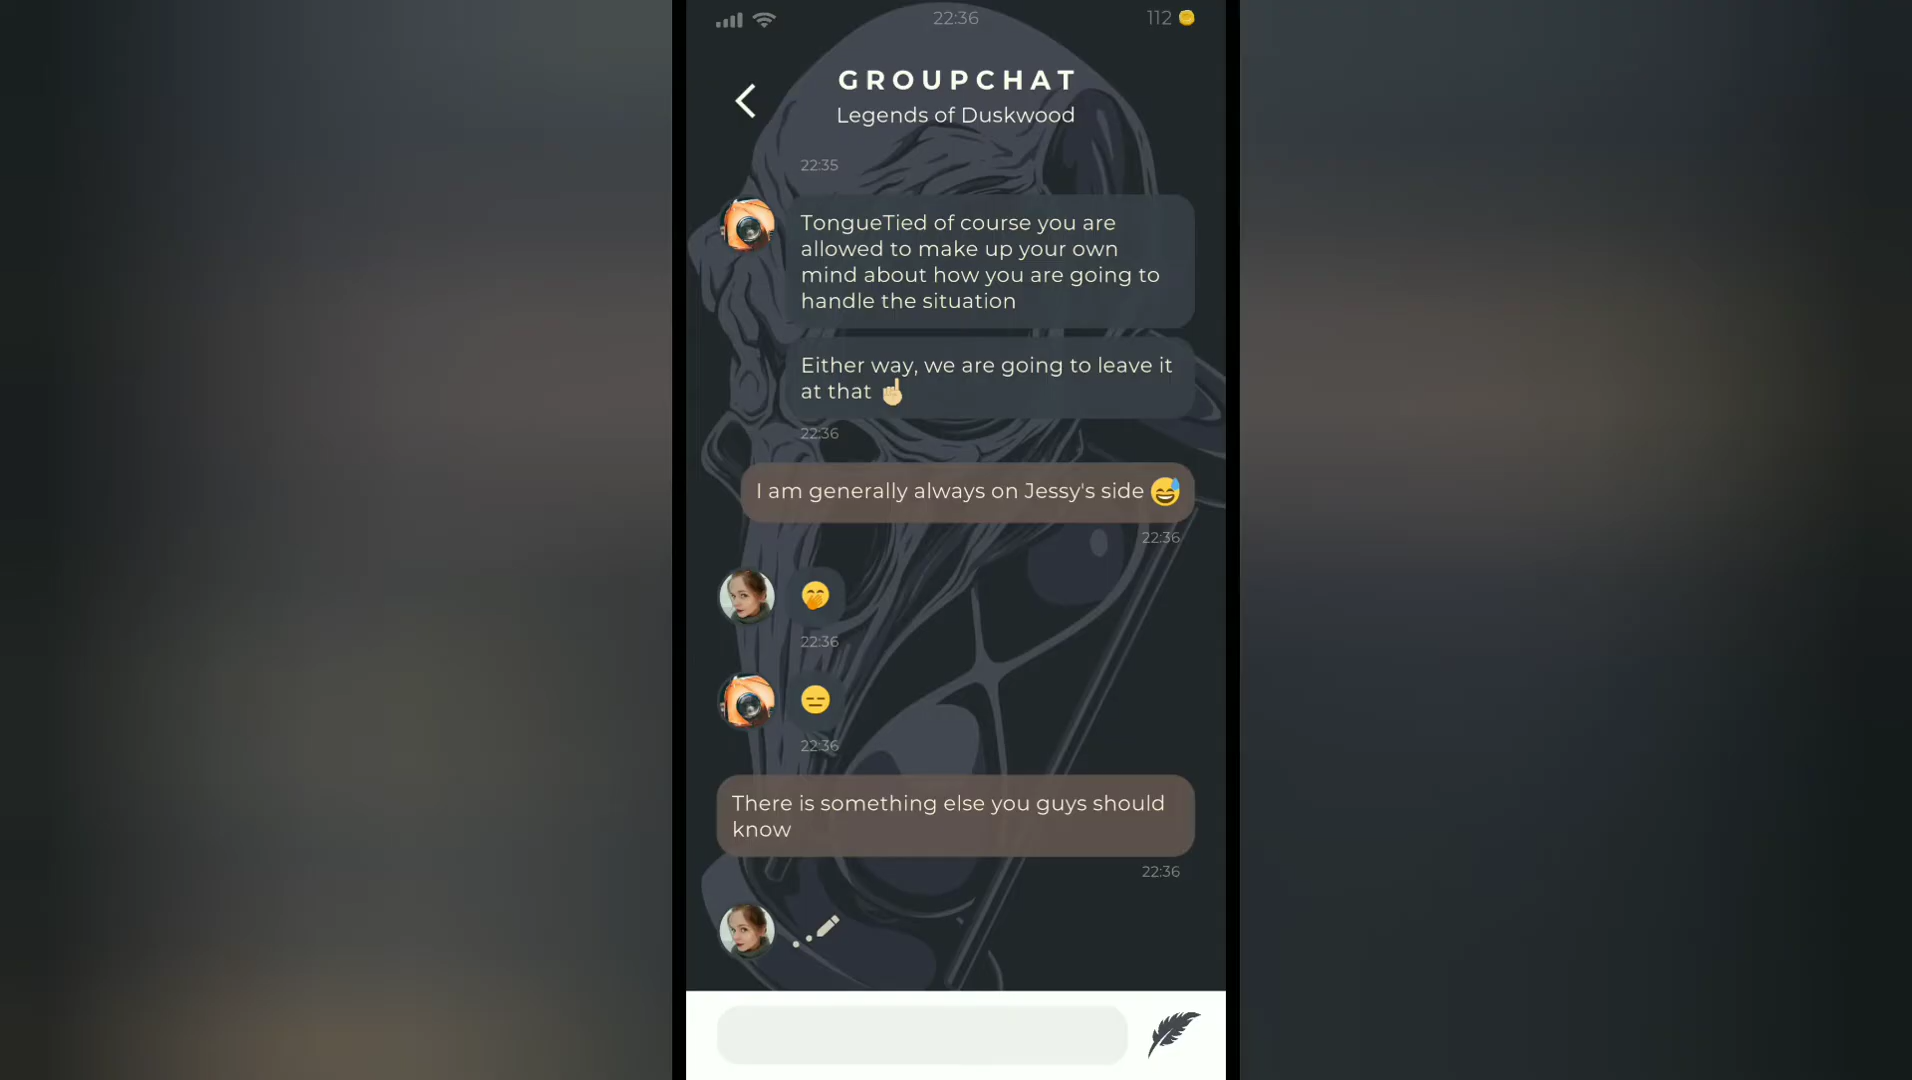 22:36
112
GROUPCHAT
Legends of Duskwood
22:35
TongueTied of course you are
allowed to make up your own
mind about how you are going to
handle the situation
Either way, we are going to leave it
at that ☝🏼
22:36
I am generally always on Jessy's side 😅
22:36
🤭
22:36
😑
22:36
There is something else you guys should
know
22:36